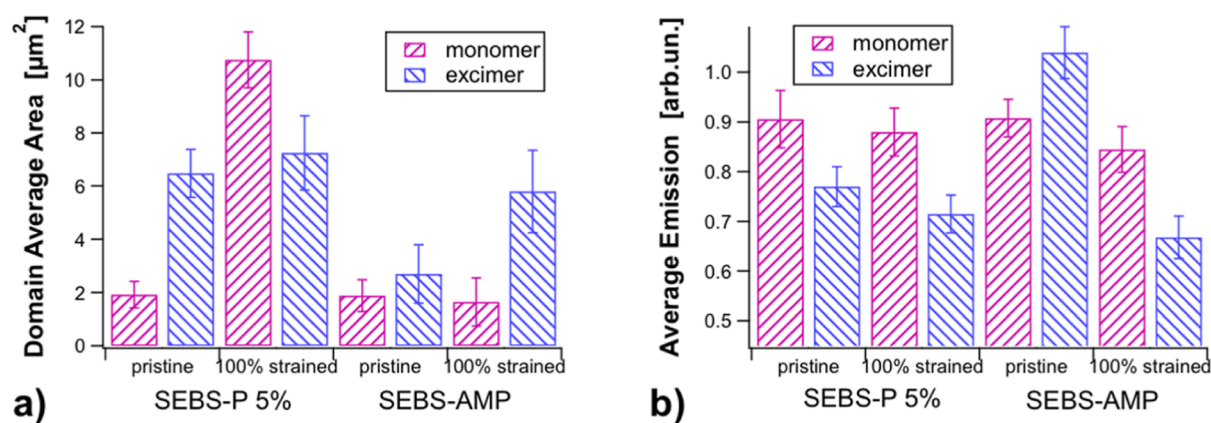 Domain Average Area [µm²]
12
10
8
6
4
2
0
monomer
excimer
pristine 100% strained pristine 100% strained
SEBS-P 5% SEBS-AMP
a)
Average Emission [arb.un.]
1.0
0.9
0.8
0.7
0.6
0.5
monomer
excimer
pristine 100% strained pristine 100% strained
SEBS-P 5% SEBS-AMP
b)